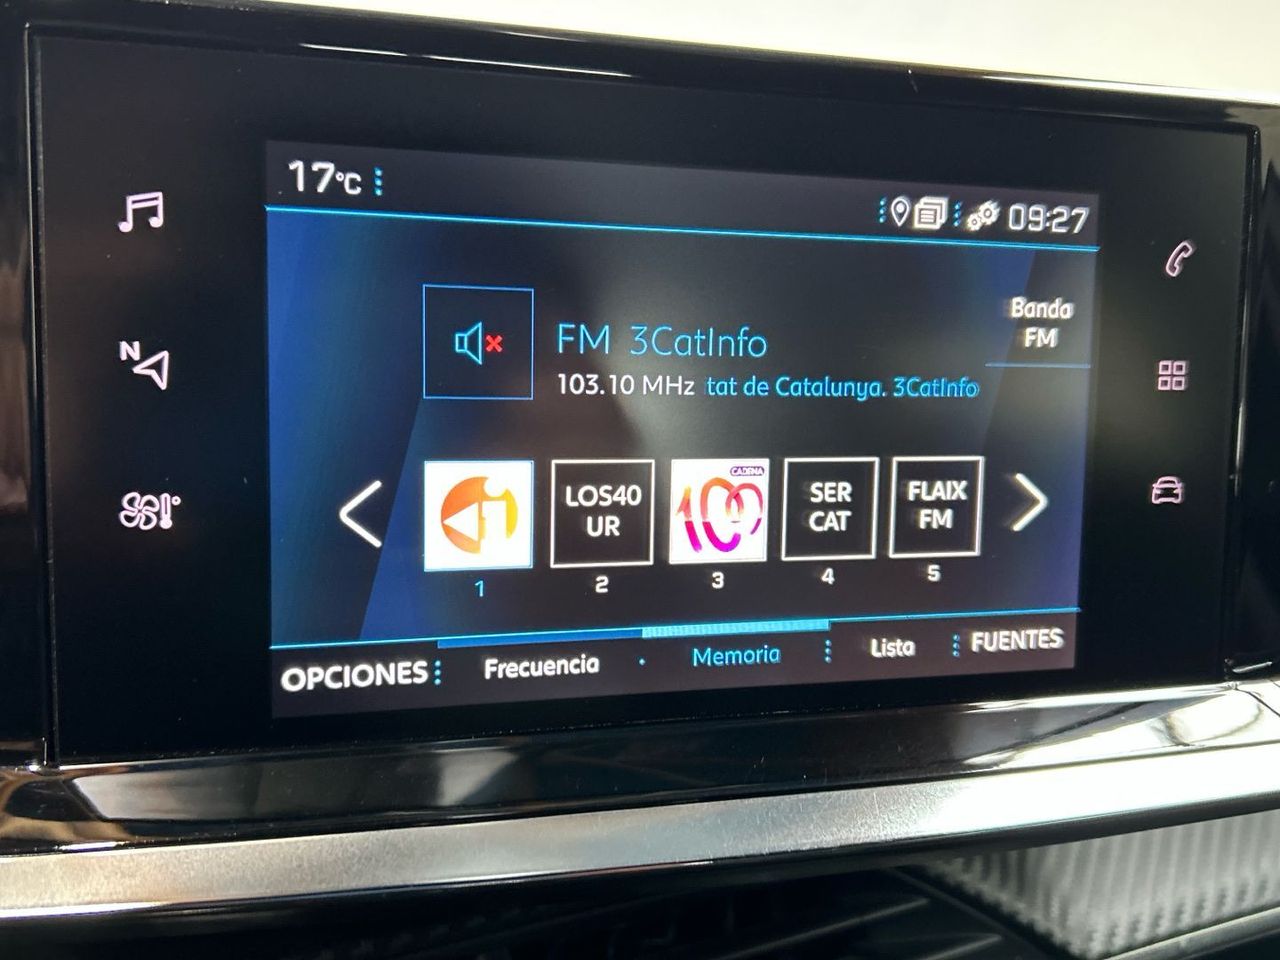 17°C
09:27
Banda
FM
FM 3CatInfo
103.10 MHz tat de Catalunya. 3CatInfo
N
LOS40
UR
CADENA
100
SER
CAT
FLAIX
FM
1
2
3
4
5
OPCIONES
Frecuencia
Memoria
Lista
FUENTES